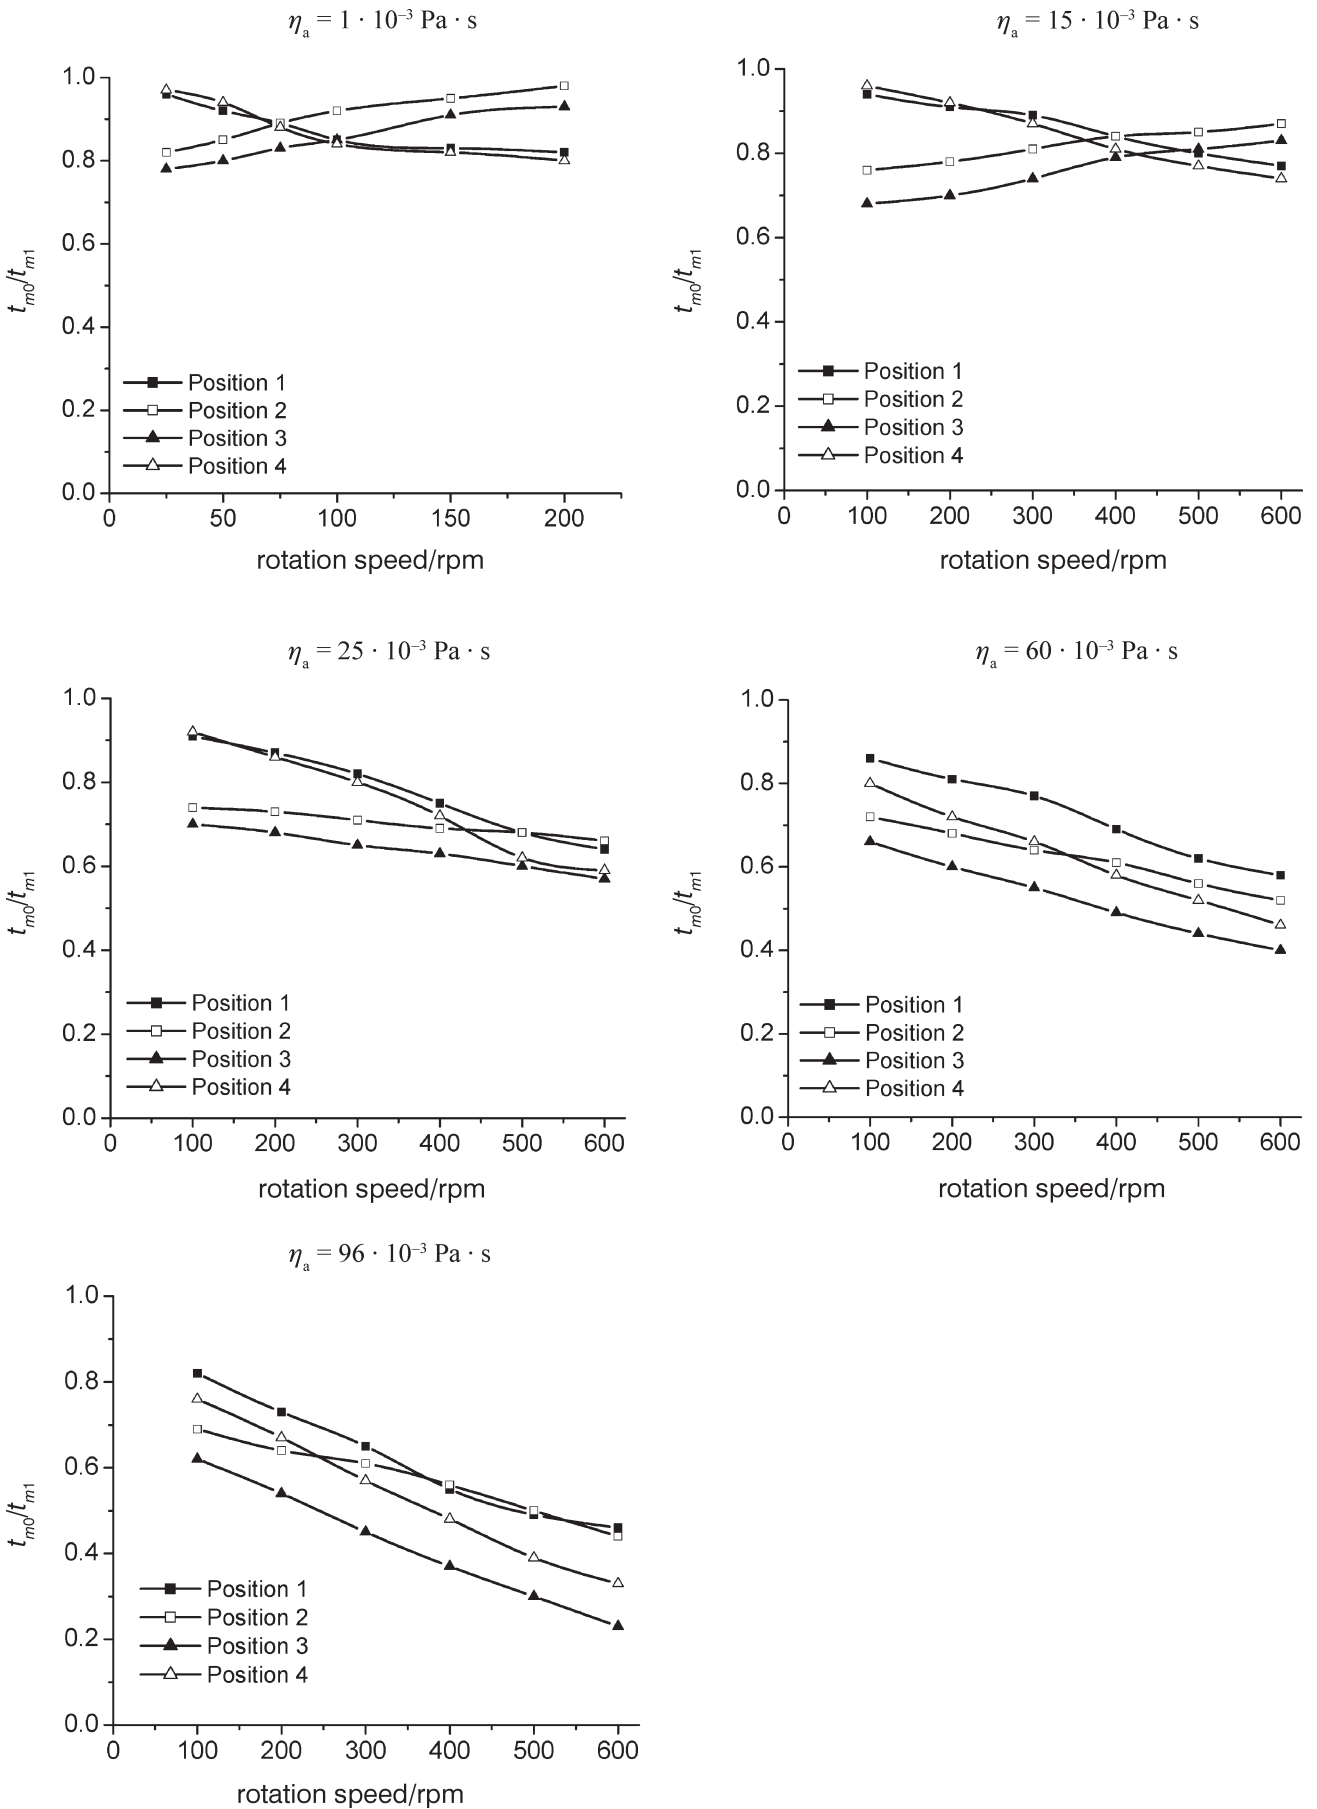 ηa = 1 · 10–3 Pa · s
1.0
0.8
0.6
0.4
0.2
0.0
tm0/tm1
Position 1
Position 2
Position 3
Position 4
0 50 100 150 200
rotation speed/rpm
ηa = 15 · 10–3 Pa · s
1.0
0.8
0.6
0.4
0.2
0.0
tm0/tm1
Position 1
Position 2
Position 3
Position 4
0 100 200 300 400 500 600
rotation speed/rpm
ηa = 25 · 10–3 Pa · s
1.0
0.8
0.6
0.4
0.2
0.0
tm0/tm1
Position 1
Position 2
Position 3
Position 4
0 100 200 300 400 500 600
rotation speed/rpm
ηa = 60 · 10–3 Pa · s
1.0
0.8
0.6
0.4
0.2
0.0
tm0/tm1
Position 1
Position 2
Position 3
Position 4
0 100 200 300 400 500 600
rotation speed/rpm
ηa = 96 · 10–3 Pa · s
1.0
0.8
0.6
0.4
0.2
0.0
tm0/tm1
Position 1
Position 2
Position 3
Position 4
0 100 200 300 400 500 600
rotation speed/rpm